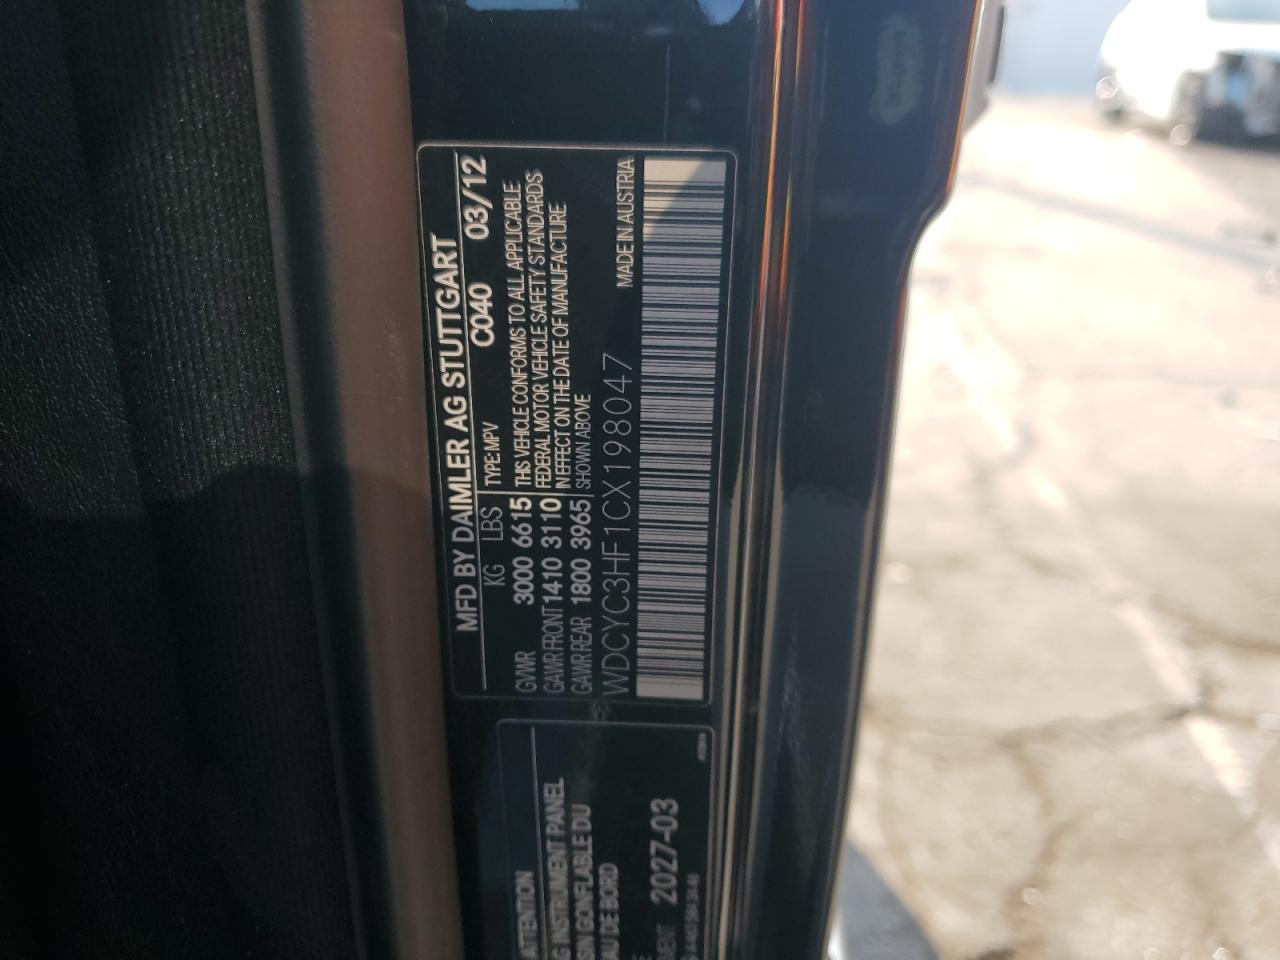 MFD BY DAIMLER AG STUTTGART
KG LBS TYPE: MPV C040 03/12
GVWR 3000 6615 THIS VEHICLE CONFORMS TO ALL APPLICABLE
GAWR FRONT 1410 3110 FEDERAL MOTOR VEHICLE SAFETY STANDARDS
IN EFFECT ON THE DATE OF MANUFACTURE
GAWR REAR 1800 3965 SHOWN ABOVE
WDCYC3HF1CX198047 MADE IN AUSTRIA
ATTENTION
INSTRUMENT PANEL
GONFLABLE DU
DE BORD
2027-03